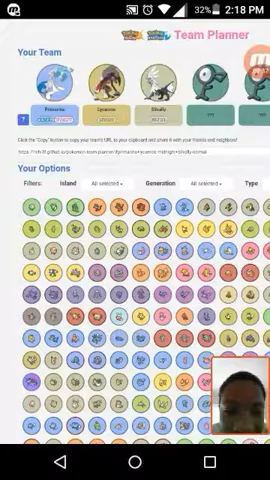 32% 2:18 PM
Team Planner
Your Team
Primarina
Lycanroc
Silvally
???
???
?
Click the "Copy" button to copy your team's URL to your clipboard and share it with your friends and neighbors!
Your Options
Filters: Island All selected Generation All selected Type